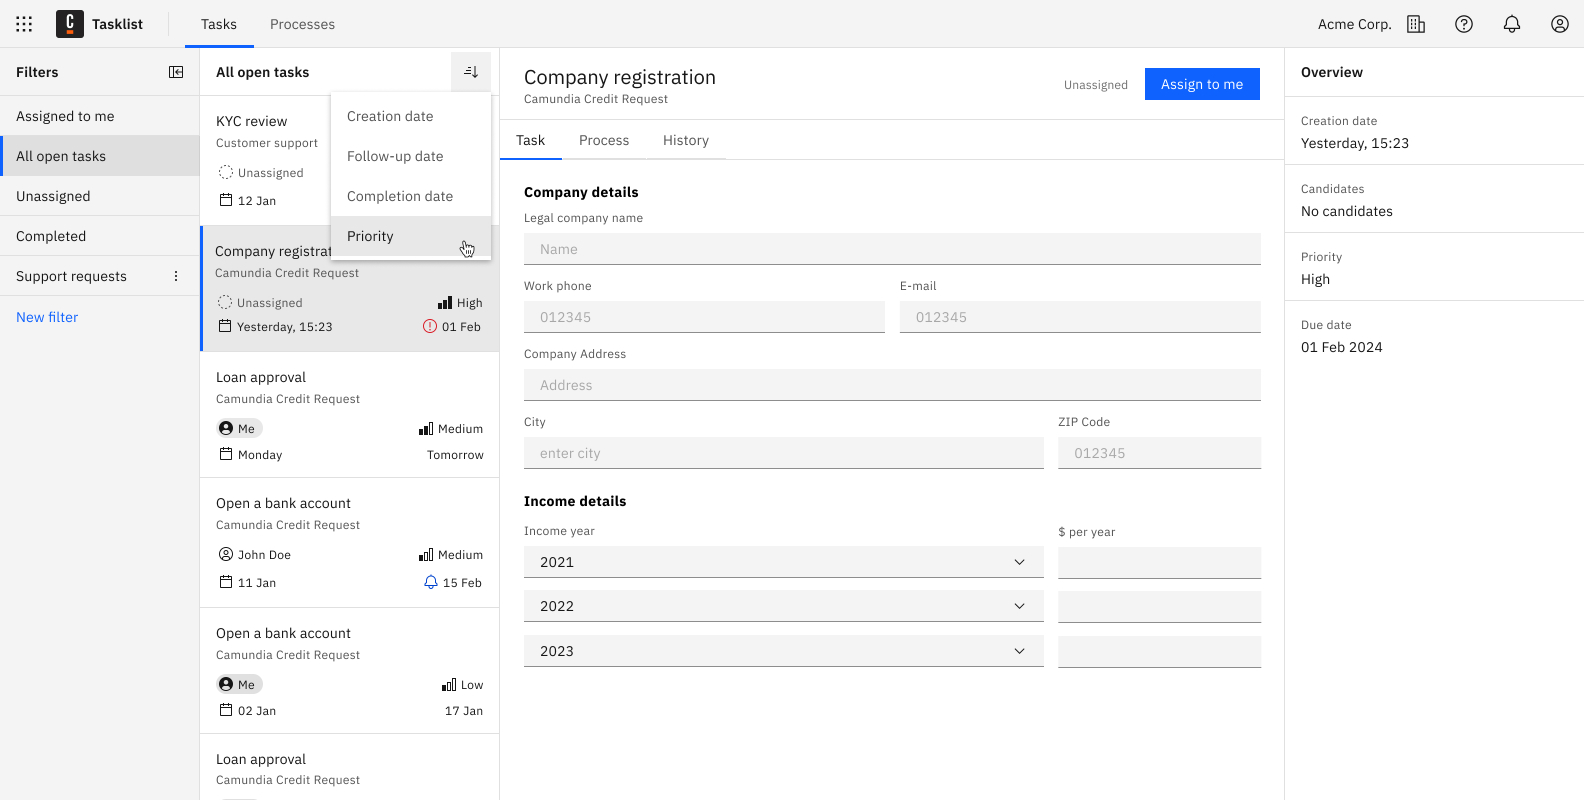 Tasklist
Tasks
Processes
Acme Corp.
Filters
Assigned to me
All open tasks
Unassigned
Completed
Support requests
New filter
All open tasks
Creation date
Follow-up date
Completion date
Priority
KYC review
Customer support
Unassigned
12 Jan
Company registrat
Camundia Credit Request
Unassigned
High
Yesterday, 15:23
01 Feb
Loan approval
Camundia Credit Request
Me
Medium
Monday
Tomorrow
Open a bank account
Camundia Credit Request
John Doe
Medium
11 Jan
15 Feb
Open a bank account
Camundia Credit Request
Me
Low
02 Jan
17 Jan
Loan approval
Camundia Credit Request
Company registration
Camundia Credit Request
Unassigned
Assign to me
Task
Process
History
Company details
Legal company name
Name
Work phone
E-mail
012345
012345
Company Address
Address
City
ZIP Code
enter city
012345
Income details
Income year
$ per year
2021
2022
2023
Overview
Creation date
Yesterday, 15:23
Candidates
No candidates
Priority
High
Due date
01 Feb 2024